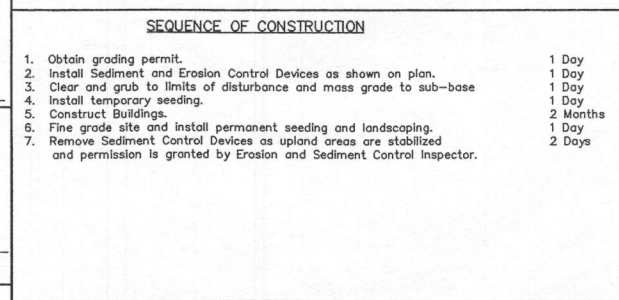 SEQUENCE OF CONSTRUCTION
1. Obtain grading permit. 1 Day
2. Install Sediment and Erosion Control Devices as shown on plan. 1 Day
3. Clear and grub to limits of disturbance and mass grade to sub-base 1 Day
4. Install temporary seeding. 1 Day
5. Construct Buildings. 2 Months
6. Fine grade site and install permanent seeding and landscaping. 1 Day
7. Remove Sediment Control Devices as upland areas are stabilized 2 Days
and permission is granted by Erosion and Sediment Control Inspector.